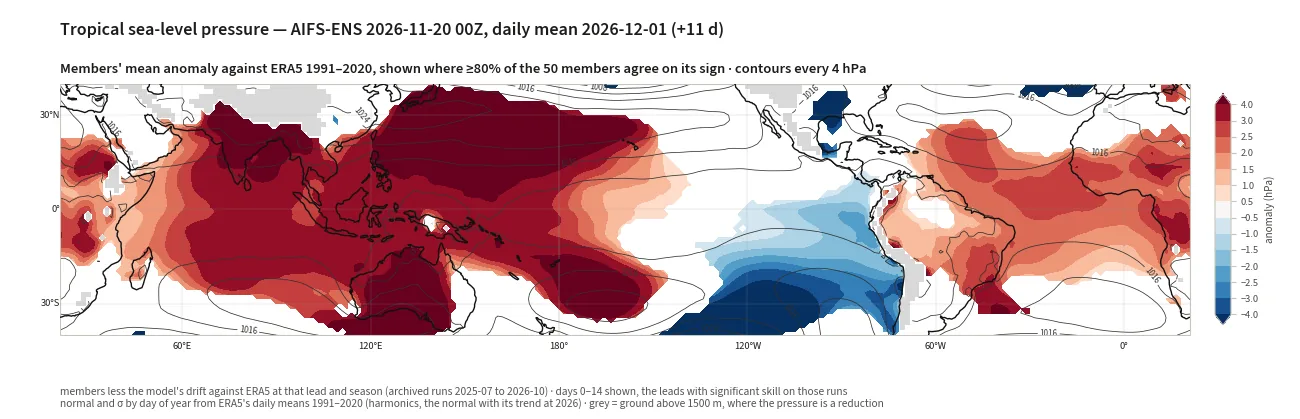 Tropical sea-level pressure — AIFS-ENS 2026-11-20 00Z, daily mean 2026-12-01 (+11 d)
Members' mean anomaly against ERA5 1991–2020, shown where ≥80% of the 50 members agree on its sign · contours every 4 hPa
1016
1008
1016
1016
1016
1024
1016
1016
1016
1016
30°N
0°
30°S
60°E
120°E
180°
120°W
60°W
0°
4.0
3.0
2.5
2.0
1.5
1.0
0.5
−0.5
−1.0
−1.5
−2.0
−2.5
−3.0
−4.0
anomaly (hPa)
members less the model's drift against ERA5 at that lead and season (archived runs 2025-07 to 2026-10) · days 0–14 shown, the leads with significant skill on those runs
normal and σ by day of year from ERA5's daily means 1991–2020 (harmonics, the normal with its trend at 2026) · grey = ground above 1500 m, where the pressure is a reduction